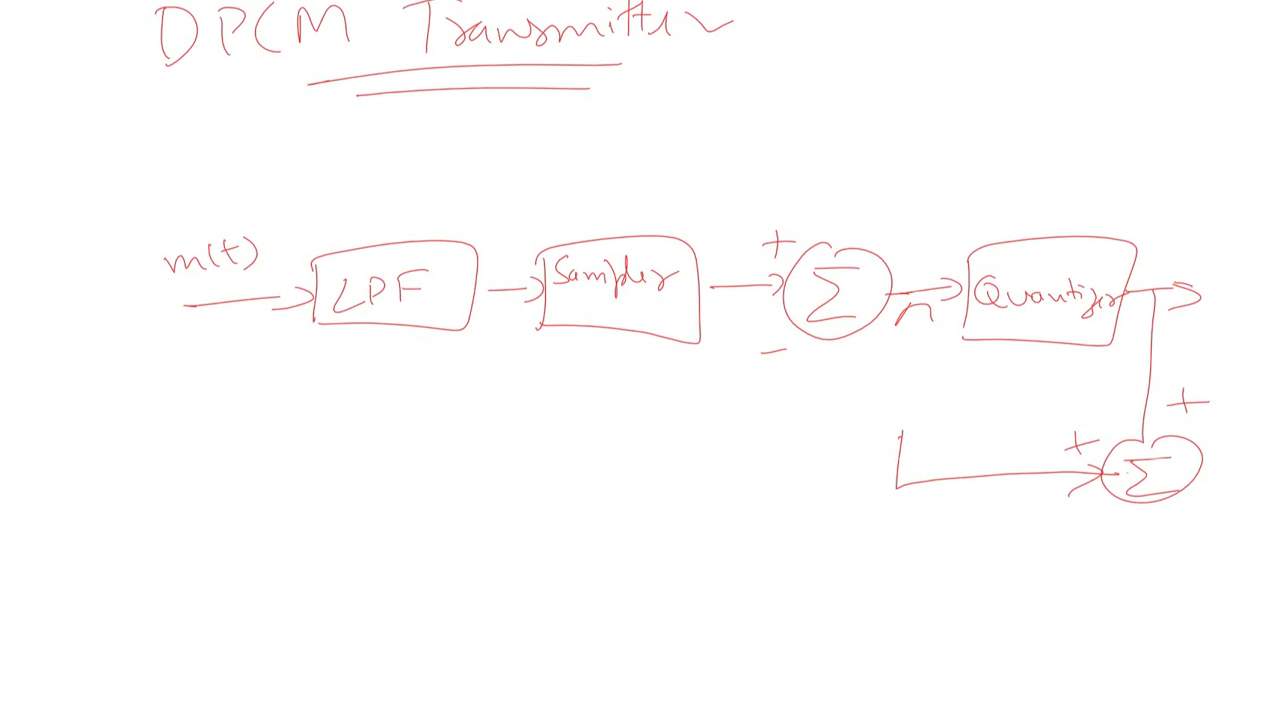 DPCM Transmitter
m(t)
LPF
Sampler
+
Σ
-
Quantizer
+
+
Σ